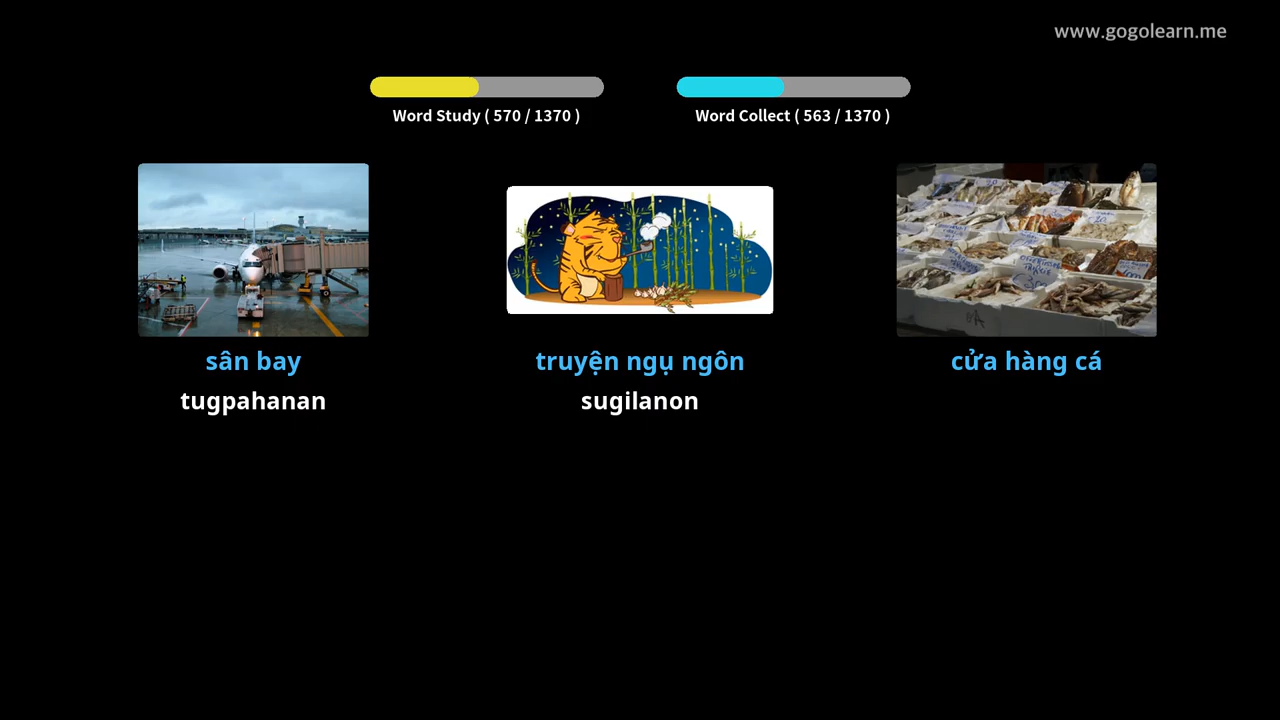 www.gogolearn.me
Word Study ( 570 / 1370 )
Word Collect ( 563 / 1370 )
sân bay
truyện ngụ ngôn
cửa hàng cá
tugpahanan
sugilanon